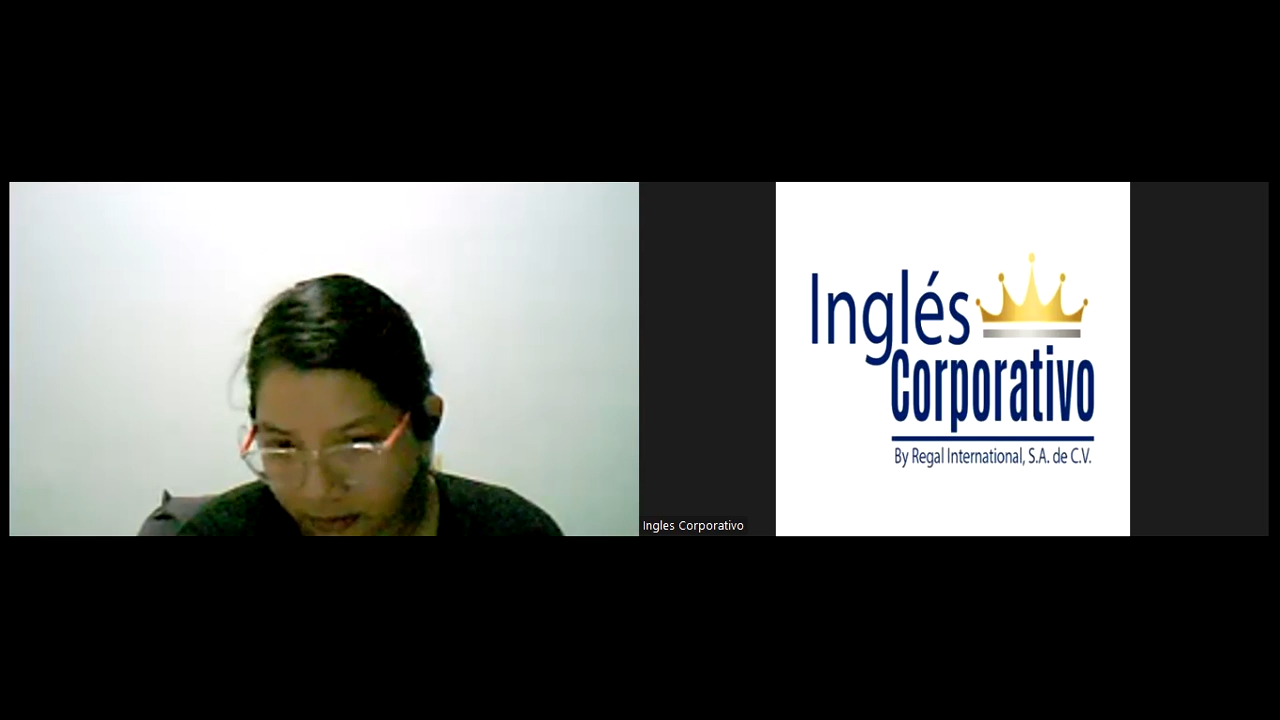 Inglés
Corporativo
By Regal International, S.A. de C.V.
Ingles Corporativo